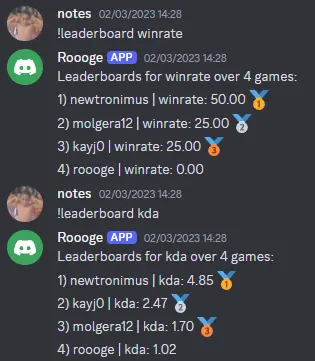 notes 02/03/2023 14:28
!leaderboard winrate
Roooge APP 02/03/2023 14:28
Leaderboards for winrate over 4 games:
1) newtronimus | winrate: 50.00 🥇
2) molgera12 | winrate: 25.00 🥈
3) kayj0 | winrate: 25.00 🥉
4) roooge | winrate: 0.00
notes 02/03/2023 14:28
!leaderboard kda
Roooge APP 02/03/2023 14:28
Leaderboards for kda over 4 games:
1) newtronimus | kda: 4.85 🥇
2) kayj0 | kda: 2.47 🥈
3) molgera12 | kda: 1.70 🥉
4) roooge | kda: 1.02